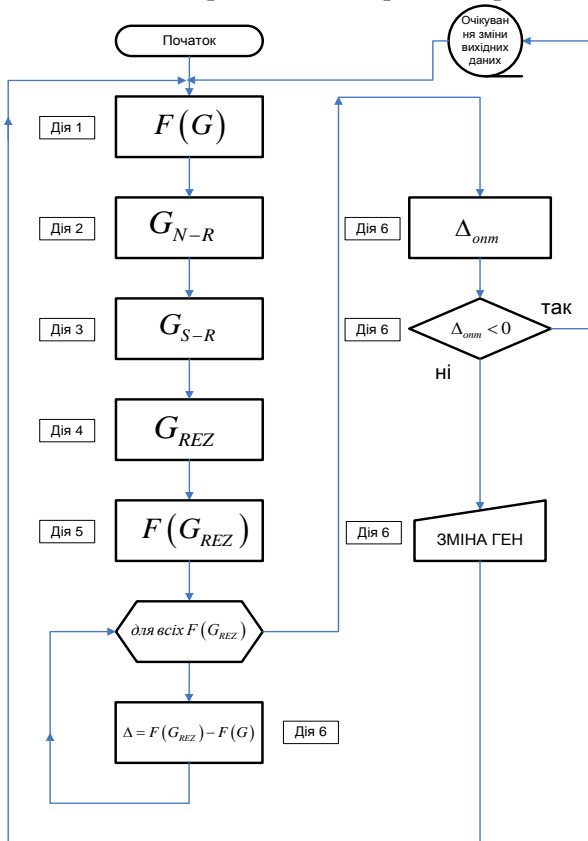 Початок
Очікуван
ня зміни
вихідних
даних
Дія 1
F(G)
Дія 2
G_{N-R}
Дія 3
G_{S-R}
Дія 4
G_{REZ}
Дія 5
F(G_{REZ})
для всіх F(G_{REZ})
Δ = F(G_{REZ}) − F(G)
Дія 6
Дія 6
Δ_{опт}
Дія 6
Δ_{опт} < 0
так
ні
Дія 6
ЗМІНА ГЕН